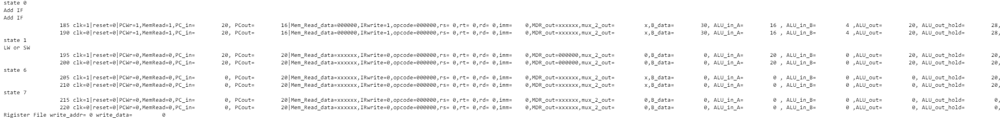 state 0
Add IF
Add IF
185 clk=1|reset=0|PCWr=1,MemRead=1,PC_in= 20, PCout= 16|Mem_Read_data=000000,IRwrite=1,opcode=000000,rs= 0,rt= 0,rd= 0,imm= 0,MDR_out=xxxxxx,mux_2_out= x,B_data= 30, ALU_in_A= 16 , ALU_in_B= 4 ,ALU_out= 20, ALU_out_hold= 28,
190 clk=0|reset=0|PCWr=1,MemRead=1,PC_in= 20, PCout= 16|Mem_Read_data=000000,IRwrite=1,opcode=000000,rs= 0,rt= 0,rd= 0,imm= 0,MDR_out=xxxxxx,mux_2_out= x,B_data= 30, ALU_in_A= 16 , ALU_in_B= 4 ,ALU_out= 20, ALU_out_hold= 28,
state 1
LW or SW
195 clk=1|reset=0|PCWr=0,MemRead=0,PC_in= 20, PCout= 20|Mem_Read_data=xxxxxx,IRwrite=0,opcode=000000,rs= 0,rt= 0,rd= 0,imm= 0,MDR_out=000000,mux_2_out= 0,B_data= 0, ALU_in_A= 20 , ALU_in_B= 0 ,ALU_out= 20, ALU_out_hold= 20,
200 clk=0|reset=0|PCWr=0,MemRead=0,PC_in= 20, PCout= 20|Mem_Read_data=xxxxxx,IRwrite=0,opcode=000000,rs= 0,rt= 0,rd= 0,imm= 0,MDR_out=000000,mux_2_out= 0,B_data= 0, ALU_in_A= 20 , ALU_in_B= 0 ,ALU_out= 20, ALU_out_hold= 20,
state 6
205 clk=1|reset=0|PCWr=0,MemRead=0,PC_in= 0, PCout= 20|Mem_Read_data=xxxxxx,IRwrite=0,opcode=000000,rs= 0,rt= 0,rd= 0,imm= 0,MDR_out=xxxxxx,mux_2_out= x,B_data= 0, ALU_in_A= 0 , ALU_in_B= 0 ,ALU_out= 0, ALU_out_hold= 20,
210 clk=0|reset=0|PCWr=0,MemRead=0,PC_in= 0, PCout= 20|Mem_Read_data=xxxxxx,IRwrite=0,opcode=000000,rs= 0,rt= 0,rd= 0,imm= 0,MDR_out=xxxxxx,mux_2_out= x,B_data= 0, ALU_in_A= 0 , ALU_in_B= 0 ,ALU_out= 0, ALU_out_hold= 20,
state 7
215 clk=1|reset=0|PCWr=0,MemRead=0,PC_in= 0, PCout= 20|Mem_Read_data=xxxxxx,IRwrite=0,opcode=000000,rs= 0,rt= 0,rd= 0,imm= 0,MDR_out=xxxxxx,mux_2_out= 0,B_data= 0, ALU_in_A= 0 , ALU_in_B= 0 ,ALU_out= 0, ALU_out_hold= 0,
220 clk=0|reset=0|PCWr=0,MemRead=0,PC_in= 0, PCout= 20|Mem_Read_data=xxxxxx,IRwrite=0,opcode=000000,rs= 0,rt= 0,rd= 0,imm= 0,MDR_out=xxxxxx,mux_2_out= 0,B_data= 0, ALU_in_A= 0 , ALU_in_B= 0 ,ALU_out= 0, ALU_out_hold= 0,
Rigister File write_addr= 0 write_data= 0